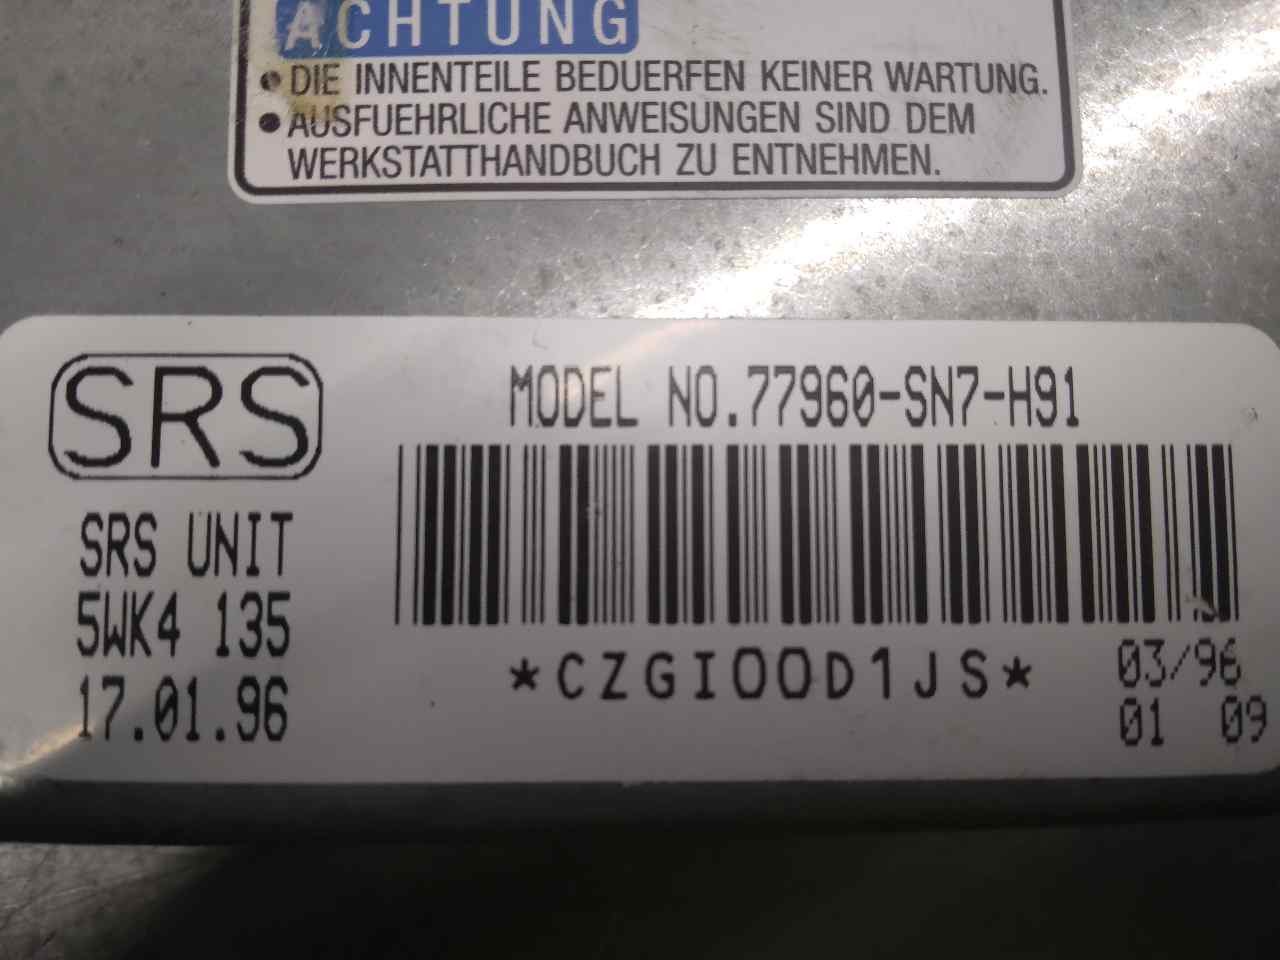 ACHTUNG
● DIE INNENTEILE BEDUERFEN KEINER WARTUNG.
● AUSFUEHRLICHE ANWEISUNGEN SIND DEM
WERKSTATTHANDBUCH ZU ENTNEHMEN.
SRS
MODEL NO.77960-SN7-H91
SRS UNIT
5WK4 135
17.01.96
*CZGI00D1JS*
03/96
01 09